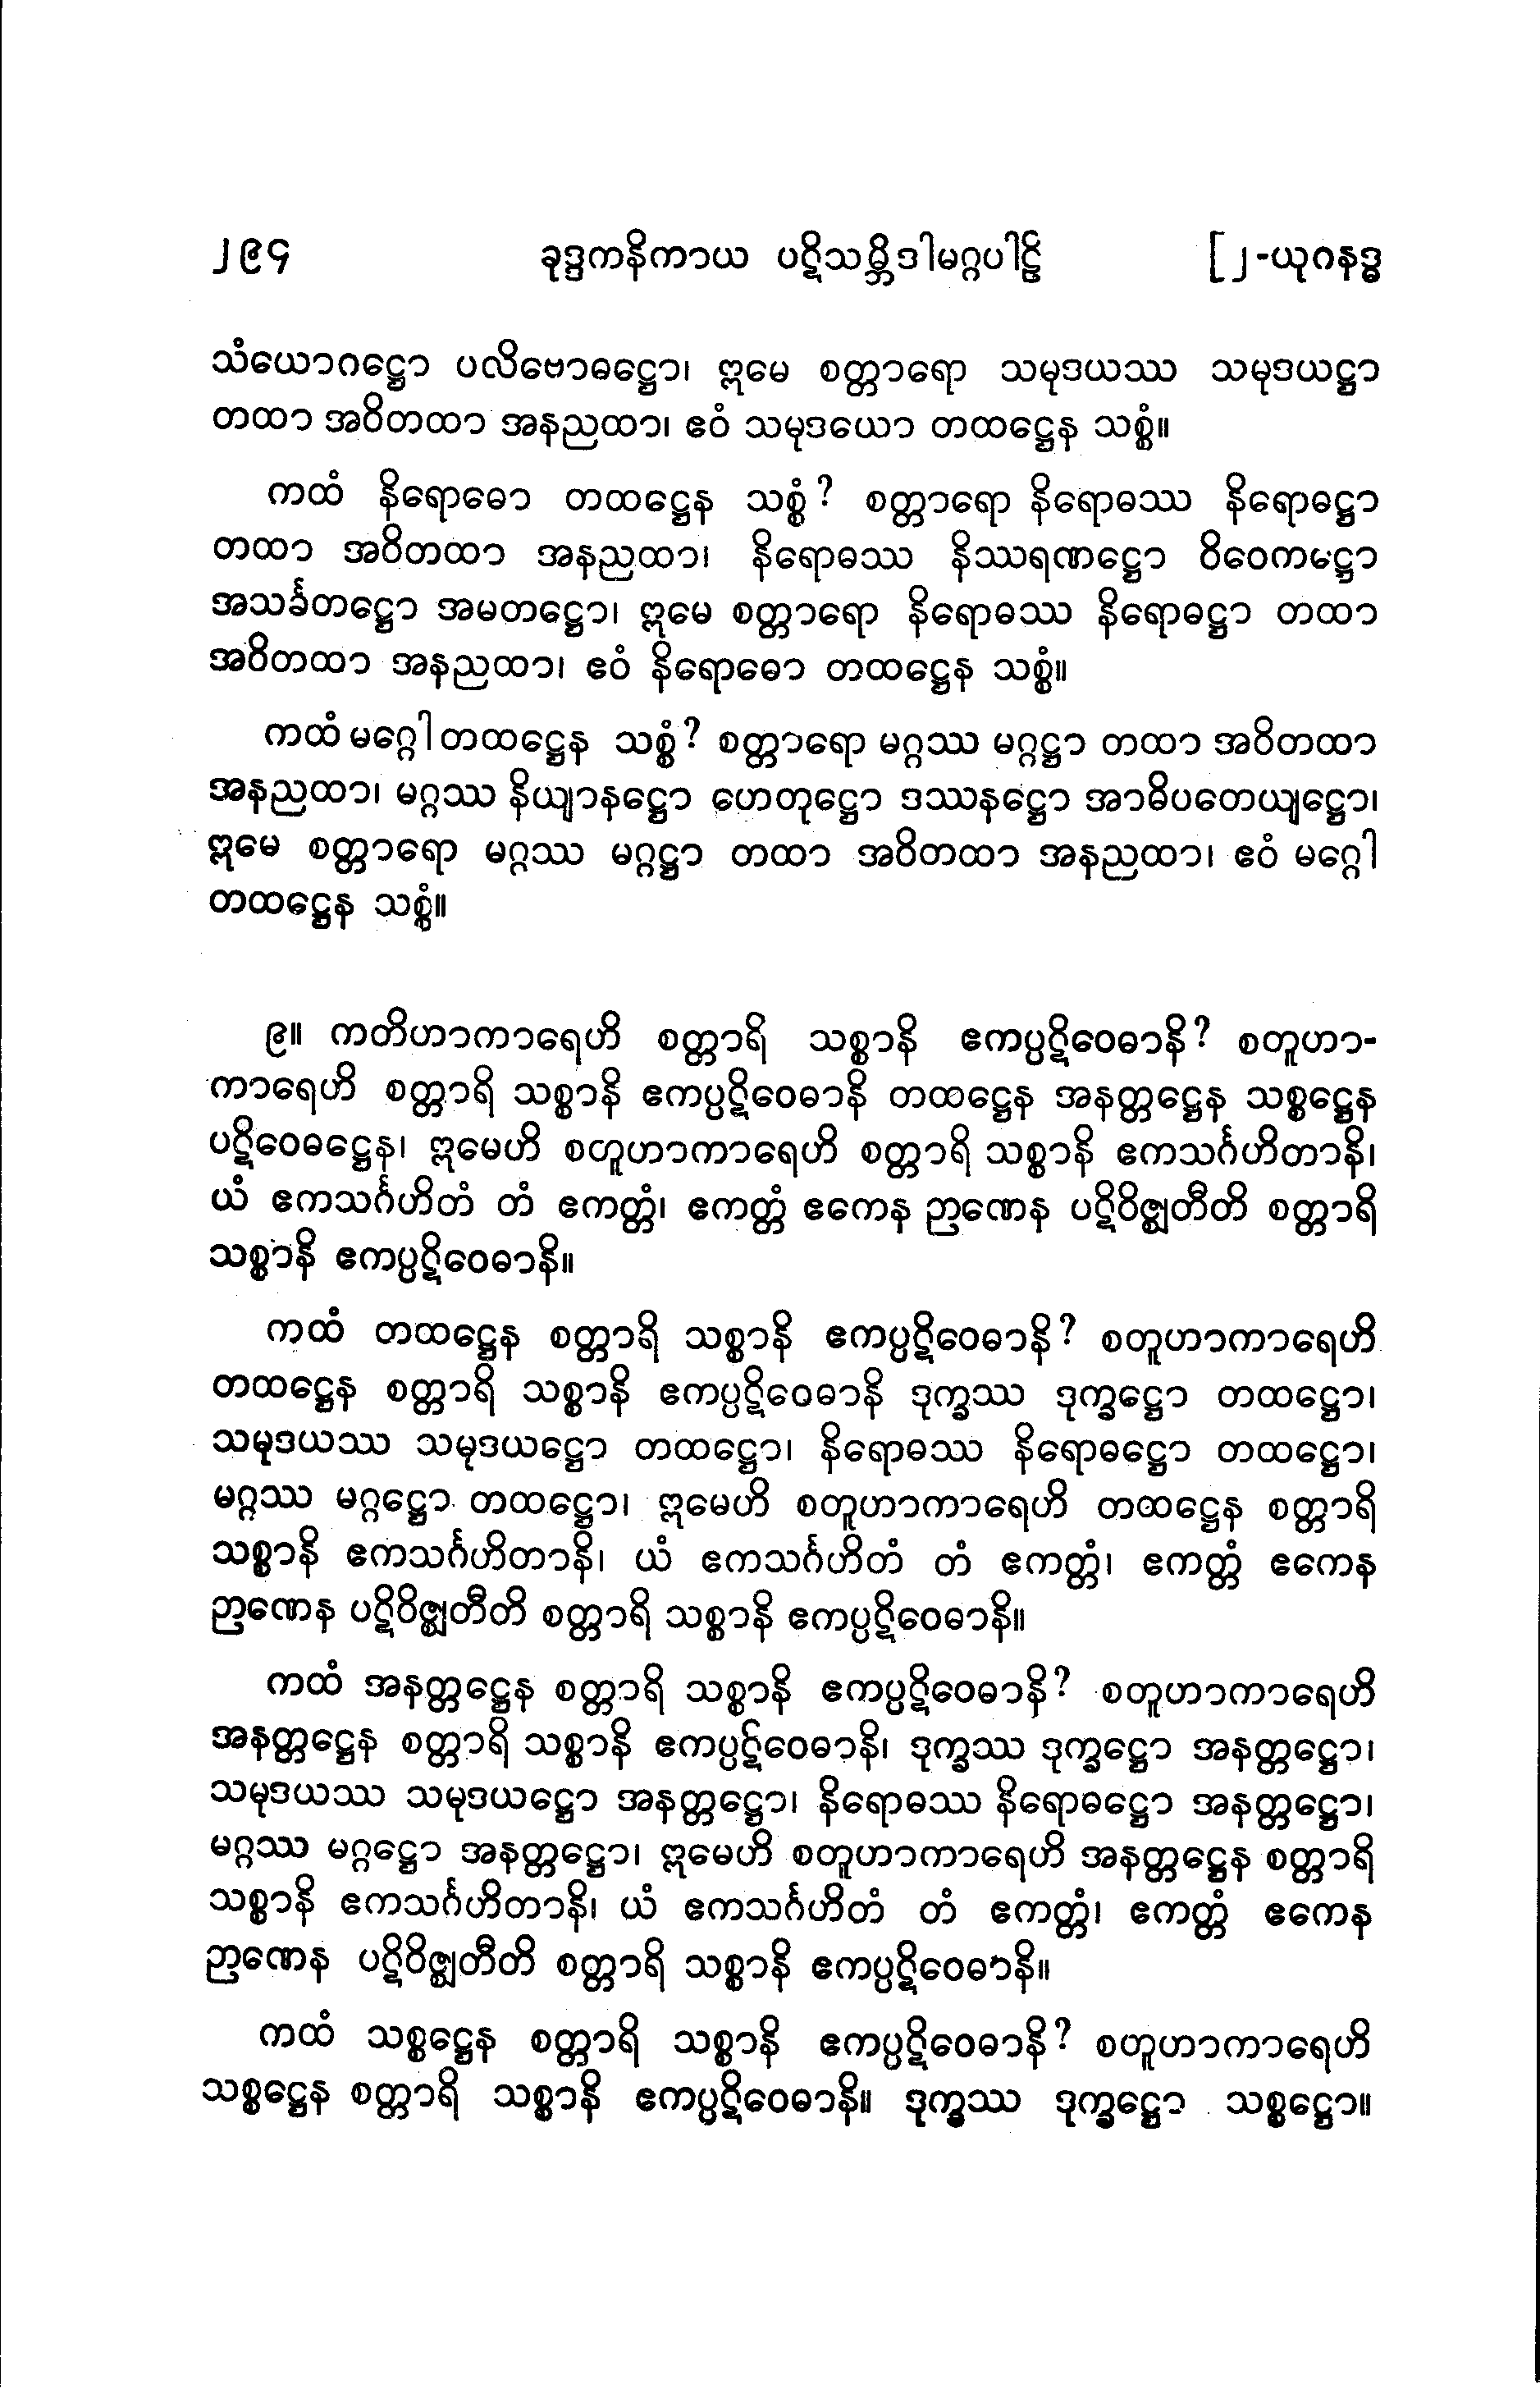 ၂၉၄ ခုဒ္ဒကနိကာယ ပဋိသမ္ဘိဒါမဂ္ဂပါဠိ [၂-ယုဂနဒ္ဓ
သံယောဂဋ္ဌော ပလိဗောဓဋ္ဌော၊ ဣမေ စတ္တာရော သမုဒယဿ သမုဒယဋ္ဌာ
တထာ အဝိတထာ အနညထာ၊ ဧဝံ သမုဒယော တထဋ္ဌေန သစ္စံ။
ကထံ နိရောဓော တထဋ္ဌေန သစ္စံ? စတ္တာရော နိရောဓဿ နိရောဓဋ္ဌာ
တထာ အဝိတထာ အနညထာ၊ နိရောဓဿ နိဿရဏဋ္ဌော ဝိဝေကဋ္ဌော
အသင်္ခတဋ္ဌော အမတဋ္ဌော၊ ဣမေ စတ္တာရော နိရောဓဿ နိရောဓဋ္ဌာ တထာ
အဝိတထာ အနညထာ၊ ဧဝံ နိရောဓော တထဋ္ဌေန သစ္စံ။
ကထံ မဂ္ဂေါ တထဋ္ဌေန သစ္စံ? စတ္တာရော မဂ္ဂဿ မဂ္ဂဋ္ဌာ တထာ အဝိတထာ
အနညထာ၊ မဂ္ဂဿ နိယျာနဋ္ဌော ဟေတုဋ္ဌော ဒဿနဋ္ဌော အာဓိပတေယျဋ္ဌော၊
ဣမေ စတ္တာရော မဂ္ဂဿ မဂ္ဂဋ္ဌာ တထာ အဝိတထာ အနညထာ၊ ဧဝံ မဂ္ဂေါ
တထဋ္ဌေန သစ္စံ။
၉။ ကတိဟာကာရေဟိ စတ္တာရိ သစ္စာနိ ဧကပ္ပဋိဝေဓာနိ? စတူဟာ-
ကာရေဟိ စတ္တာရိ သစ္စာနိ ဧကပ္ပဋိဝေဓာနိ တထဋ္ဌေန အနတ္တဋ္ဌေန သစ္စဋ္ဌေန
ပဋိဝေဓဋ္ဌေန၊ ဣမေဟိ စတူဟာကာရေဟိ စတ္တာရိ သစ္စာနိ ဧကသင်္ဂဟိတာနိ၊
ယံ ဧကသင်္ဂဟိတံ တံ ဧကတ္တံ၊ ဧကတ္တံ ဧကေန ဉာဏေန ပဋိဝိဇ္ဈတီတိ စတ္တာရိ
သစ္စာနိ ဧကပ္ပဋိဝေဓာနိ။
ကထံ တထဋ္ဌေန စတ္တာရိ သစ္စာနိ ဧကပ္ပဋိဝေဓာနိ? စတူဟာကာရေဟိ
တထဋ္ဌေန စတ္တာရိ သစ္စာနိ ဧကပ္ပဋိဝေဓာနိ ဒုက္ခဿ ဒုက္ခဋ္ဌော တထဋ္ဌော၊
သမုဒယဿ သမုဒယဋ္ဌော တထဋ္ဌော၊ နိရောဓဿ နိရောဓဋ္ဌော တထဋ္ဌော၊
မဂ္ဂဿ မဂ္ဂဋ္ဌော တထဋ္ဌော၊ ဣမေဟိ စတူဟာကာရေဟိ တထဋ္ဌေန စတ္တာရိ
သစ္စာနိ ဧကသင်္ဂဟိတာနိ၊ ယံ ဧကသင်္ဂဟိတံ တံ ဧကတ္တံ၊ ဧကတ္တံ ဧကေန
ဉာဏေန ပဋိဝိဇ္ဈတီတိ စတ္တာရိ သစ္စာနိ ဧကပ္ပဋိဝေဓာနိ။
ကထံ အနတ္တဋ္ဌေန စတ္တာရိ သစ္စာနိ ဧကပ္ပဋိဝေဓာနိ? စတူဟာကာရေဟိ
အနတ္တဋ္ဌေန စတ္တာရိ သစ္စာနိ ဧကပ္ပဋိဝေဓာနိ၊ ဒုက္ခဿ ဒုက္ခဋ္ဌော အနတ္တဋ္ဌော၊
သမုဒယဿ သမုဒယဋ္ဌော အနတ္တဋ္ဌော၊ နိရောဓဿ နိရောဓဋ္ဌော အနတ္တဋ္ဌော၊
မဂ္ဂဿ မဂ္ဂဋ္ဌော အနတ္တဋ္ဌော၊ ဣမေဟိ စတူဟာကာရေဟိ အနတ္တဋ္ဌေန စတ္တာရိ
သစ္စာနိ ဧကသင်္ဂဟိတာနိ၊ ယံ ဧကသင်္ဂဟိတံ တံ ဧကတ္တံ၊ ဧကတ္တံ ဧကေန
ဉာဏေန ပဋိဝိဇ္ဈတီတိ စတ္တာရိ သစ္စာနိ ဧကပ္ပဋိဝေဓာနိ။
ကထံ သစ္စဋ္ဌေန စတ္တာရိ သစ္စာနိ ဧကပ္ပဋိဝေဓာနိ? စတူဟာကာရေဟိ
သစ္စဋ္ဌေန စတ္တာရိ သစ္စာနိ ဧကပ္ပဋိဝေဓာနိ။ ဒုက္ခဿ ဒုက္ခဋ္ဌော သစ္စဋ္ဌော။